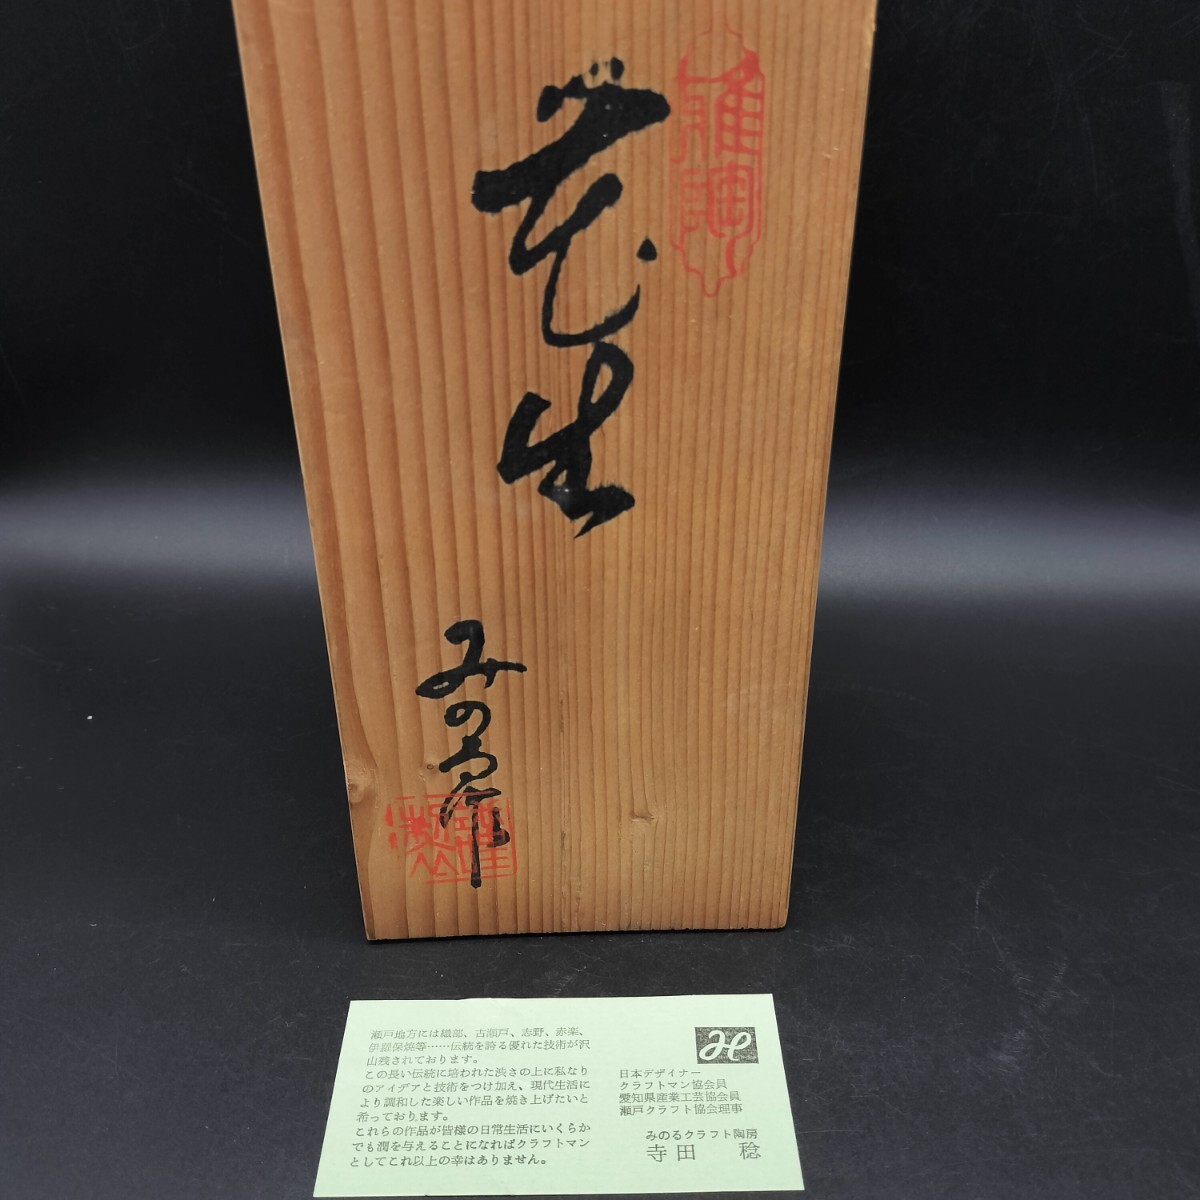 花生
雅陶
みのる作
瀬戸地方には織部、古瀬戸、志野、赤楽、
伊羅保焼等……伝統を誇る優れた技術が沢
山残されております。
この長い伝統に培われた渋さの上に私なり
のアイデアと技術をつけ加え、現代生活に
より調和した楽しい作品を焼き上げたいと
希っております。
これらの作品が皆様の日常生活にいくらか
でも潤を与えることになればクラフトマン
としてこれ以上の幸はありません。
日本デザイナー
クラフトマン協会員
愛知県産業工芸協会員
瀬戸クラフト協会理事
みのるクラフト陶房
寺田 稔